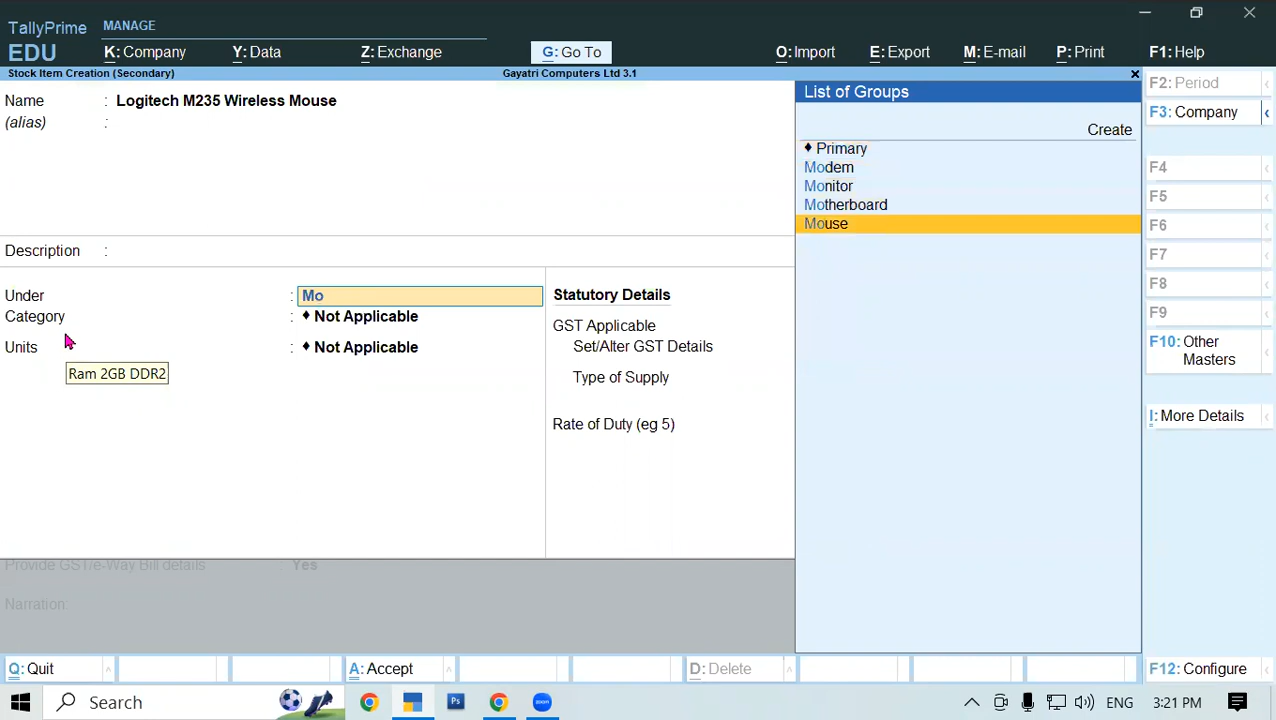 TallyPrime MANAGE
EDU K: Company Y: Data Z: Exchange G: Go To O: Import E: Export M: E-mail P: Print F1: Help
Stock Item Creation (Secondary) Gayatri Computers Ltd 3.1
Name : Logitech M235 Wireless Mouse
(alias) :
Description :
Under : Mo
Category : ♦ Not Applicable
Units : ♦ Not Applicable
Ram 2GB DDR2
Statutory Details
GST Applicable
Set/Alter GST Details
Type of Supply
Rate of Duty (eg 5)
Provide GST/e-Way Bill details : Yes
Narration:
List of Groups
Create
♦ Primary
Modem
Monitor
Motherboard
Mouse
F2: Period
F3: Company
F4
F5
F6
F7
F8
F9
F10: Other
Masters
I: More Details
Q: Quit A: Accept D: Delete F12: Configure
Search ENG 3:21 PM